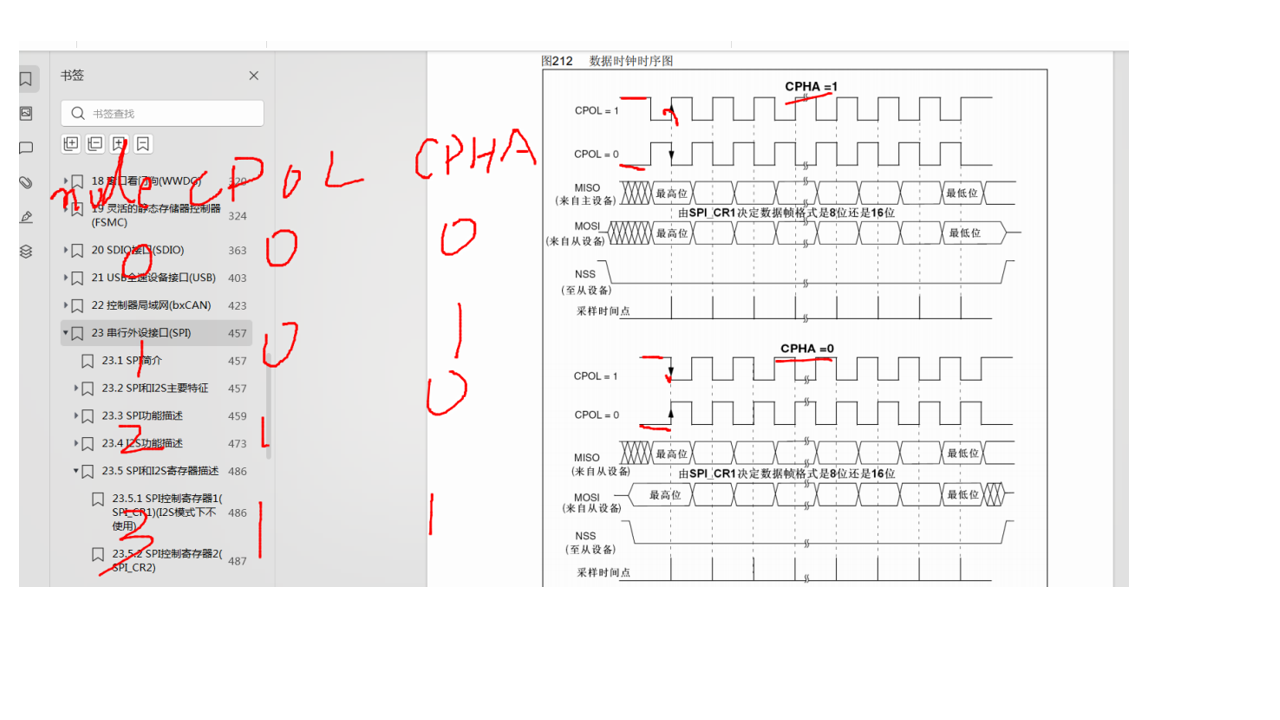 书签
书签查找
18 窗口看门狗(WWDG) 320
19 灵活的静态存储器控制器
(FSMC) 324
20 SDIO接口(SDIO) 363
21 USB全速设备接口(USB) 403
22 控制器局域网(bxCAN) 423
23 串行外设接口(SPI) 457
23.1 SPI简介 457
23.2 SPI和I2S主要特征 457
23.3 SPI功能描述 459
23.4 I2S功能描述 473
23.5 SPI和I2S寄存器描述 486
23.5.1 SPI控制寄存器1(
SPI_CR1)(I2S模式下不
使用) 486
23.5.2 SPI控制寄存器2(
SPI_CR2) 487
mode CPOL CPHA
0 0 0
1 0 1
2 1 0
3 1 1
图212 数据时钟时序图
CPHA =1
CPOL = 1
CPOL = 0
MISO
(来自主设备)
最高位 最低位
由SPI_CR1决定数据帧格式是8位还是16位
MOSI
(来自从设备)
最高位 最低位
NSS
(至从设备)
采样时间点
CPHA =0
CPOL = 1
CPOL = 0
MISO
(来自从设备)
最高位 最低位
由SPI_CR1决定数据帧格式是8位还是16位
MOSI
(来自从设备)
最高位 最低位
NSS
(至从设备)
采样时间点